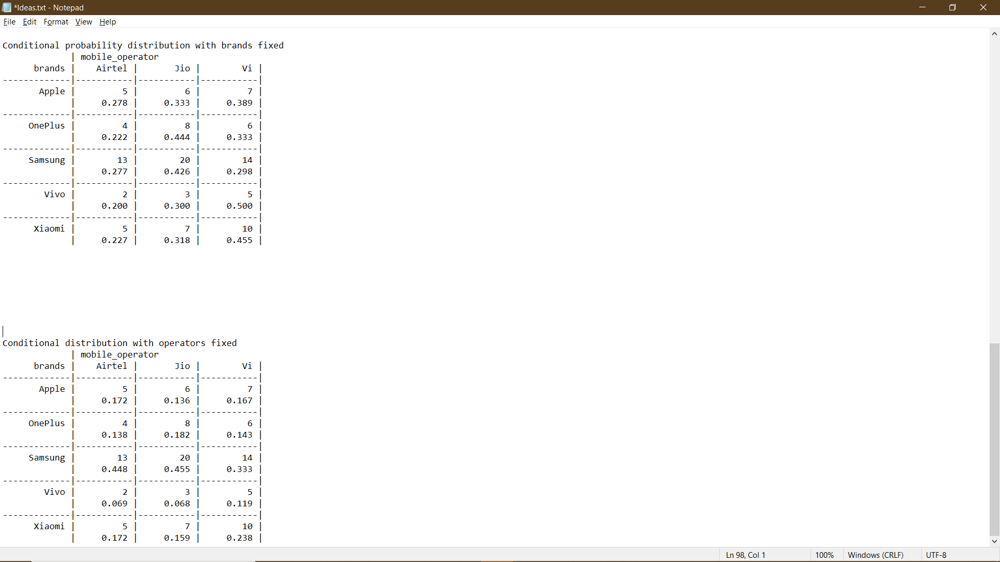 *Ideas.txt - Notepad
File Edit Format View Help
Conditional probability distribution with brands fixed
             | mobile_operator
      brands |    Airtel |       Jio |        Vi |
-------------|-----------|-----------|-----------|
       Apple |         5 |         6 |         7 |
             |     0.278 |     0.333 |     0.389 |
-------------|-----------|-----------|-----------|
     OnePlus |         4 |         8 |         6 |
             |     0.222 |     0.444 |     0.333 |
-------------|-----------|-----------|-----------|
     Samsung |        13 |        20 |        14 |
             |     0.277 |     0.426 |     0.298 |
-------------|-----------|-----------|-----------|
        Vivo |         2 |         3 |         5 |
             |     0.200 |     0.300 |     0.500 |
-------------|-----------|-----------|-----------|
      Xiaomi |         5 |         7 |        10 |
             |     0.227 |     0.318 |     0.455 |
Conditional distribution with operators fixed
             | mobile_operator
      brands |    Airtel |       Jio |        Vi |
-------------|-----------|-----------|-----------|
       Apple |         5 |         6 |         7 |
             |     0.172 |     0.136 |     0.167 |
-------------|-----------|-----------|-----------|
     OnePlus |         4 |         8 |         6 |
             |     0.138 |     0.182 |     0.143 |
-------------|-----------|-----------|-----------|
     Samsung |        13 |        20 |        14 |
             |     0.448 |     0.455 |     0.333 |
-------------|-----------|-----------|-----------|
        Vivo |         2 |         3 |         5 |
             |     0.069 |     0.068 |     0.119 |
-------------|-----------|-----------|-----------|
      Xiaomi |         5 |         7 |        10 |
             |     0.172 |     0.159 |     0.238 |
Ln 98, Col 1 100% Windows (CRLF) UTF-8